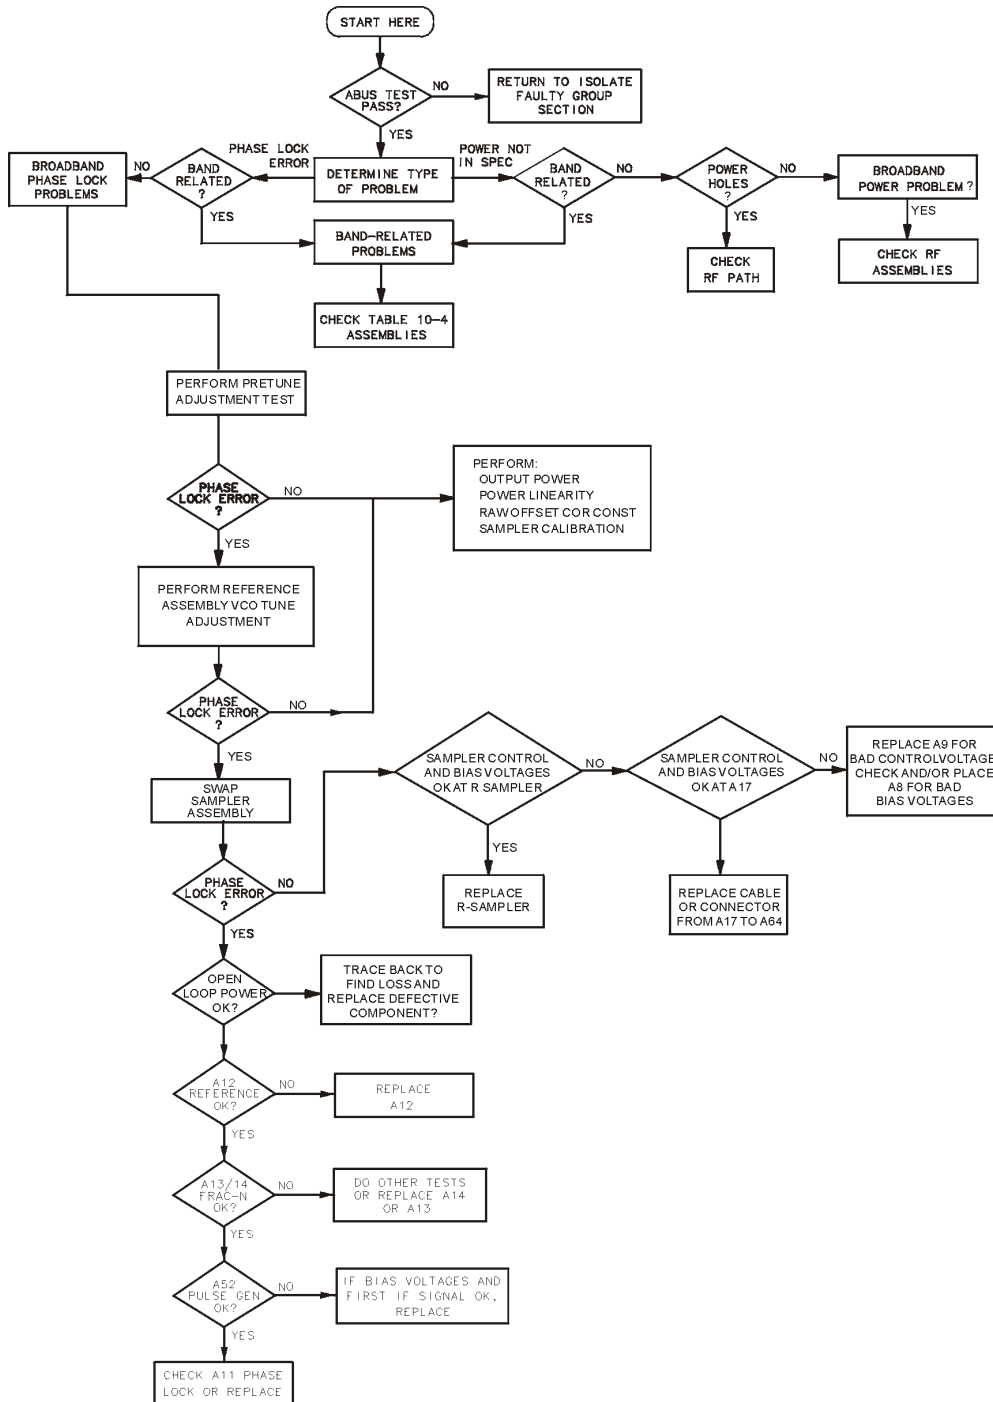 START HERE
ABUS TEST
PASS?
NO
RETURN TO ISOLATE
FAULTY GROUP
SECTION
YES
BROADBAND
PHASE LOCK
PROBLEMS
NO
BAND
RELATED
?
PHASE LOCK
ERROR
DETERMINE TYPE
OF PROBLEM
POWER NOT
IN SPEC
BAND
RELATED
?
NO
POWER
HOLES
?
NO
BROADBAND
POWER PROBLEM ?
YES
YES
YES
YES
BAND-RELATED
PROBLEMS
CHECK
RF PATH
CHECK RF
ASSEMBLIES
CHECK TABLE 10-4
ASSEMBLIES
PERFORM PRETUNE
ADJUSTMENT TEST
PHASE
LOCK ERROR
?
NO
PERFORM:
OUTPUT POWER
POWER LINEARITY
RAWOFFSET COR CONST
SAMPLER CALIBRATION
YES
PERFORM REFERENCE
ASSEMBLY VCO TUNE
ADJUSTMENT
PHASE
LOCK ERROR
?
NO
YES
SWAP
SAMPLER
ASSEMBLY
SAMPLER CONTROL
AND BIAS VOLTAGES
OKAT R SAMPLER
NO
SAMPLER CONTROL
AND BIAS VOLTAGES
OKAT A17
NO
REPLACE A9 FOR
BAD CONTROLVOLTAGE
CHECK AND/OR PLACE
A8 FOR BAD
BIAS VOLTAGES
YES
YES
PHASE
LOCK ERROR
?
NO
REPLACE
R-SAMPLER
REPLACE CABLE
OR CONNECTOR
FROM A17 TO A64
YES
OPEN
LOOP POWER
OK?
TRACE BACK TO
FIND LOSS AND
REPLACE DEFECTIVE
COMPONENT?
A12
REFERENCE
OK?
NO
REPLACE
A12
YES
A13/14
FRAC-N
OK?
NO
DO OTHER TESTS
OR REPLACE A14
OR A13
YES
A52
PULSE GEN
OK?
NO
IF BIAS VOLTAGES AND
FIRST IF SIGNAL OK,
REPLACE
YES
CHECK A11 PHASE
LOCK OR REPLACE